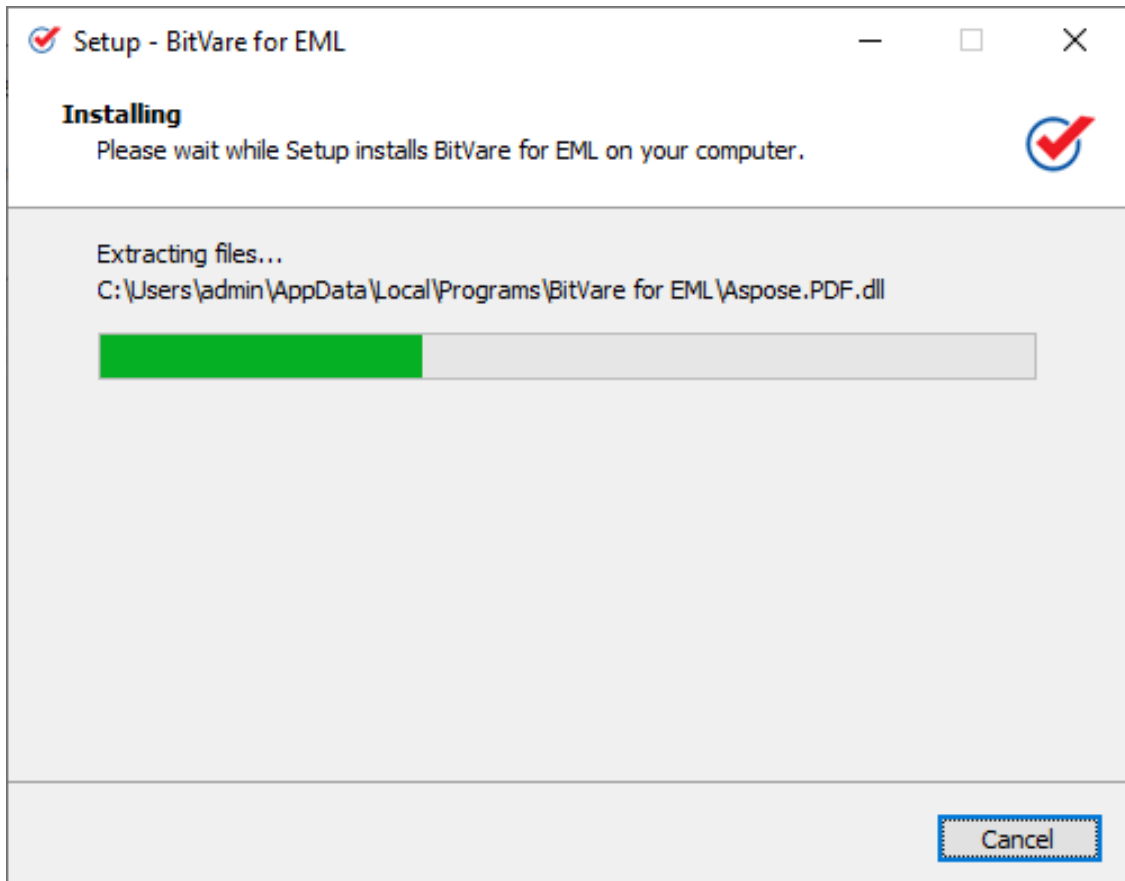 Setup - BitVare for EML
Installing
Please wait while Setup installs BitVare for EML on your computer.
Extracting files...
C:\Users\admin\AppData\Local\Programs\BitVare for EML\Aspose.PDF.dll
Cancel